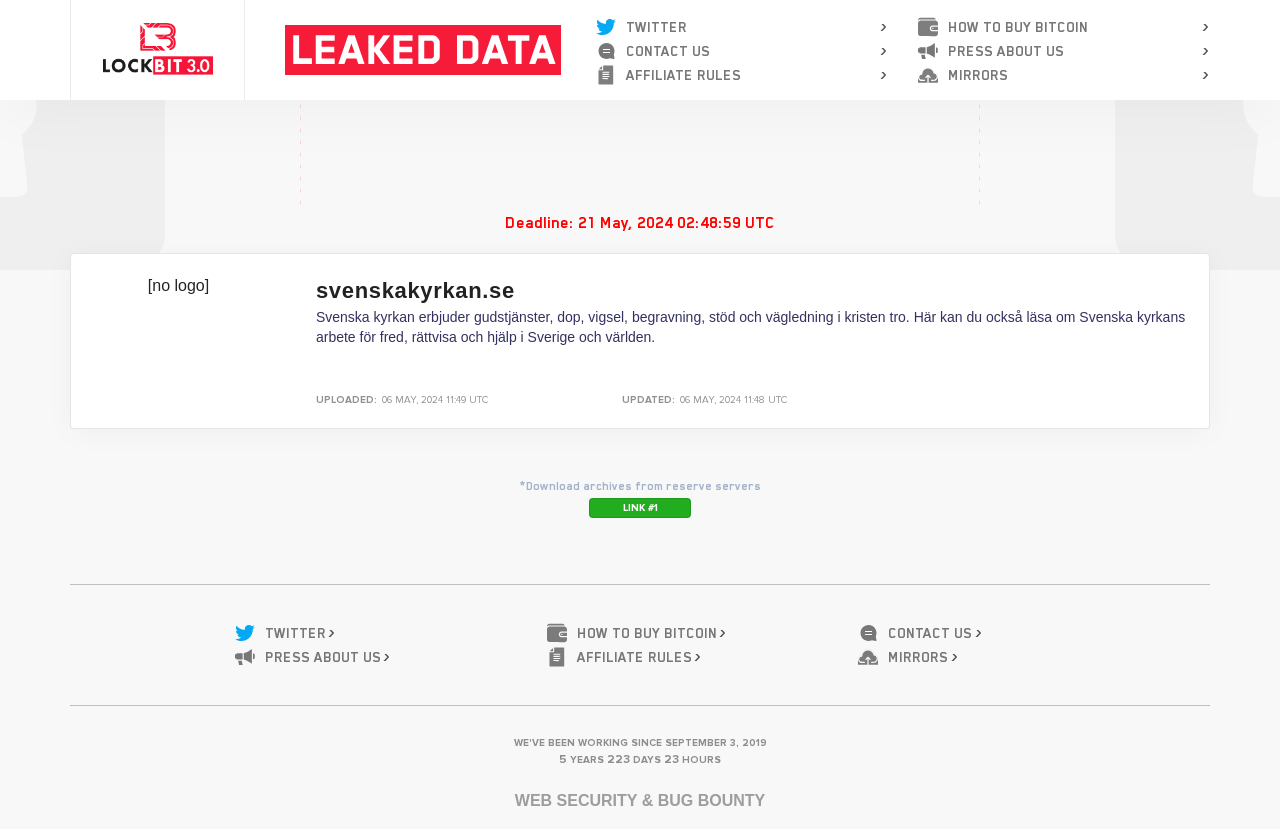 LOCKBIT 3.0
LEAKED DATA
TWITTER >
CONTACT US >
AFFILIATE RULES >
HOW TO BUY BITCOIN >
PRESS ABOUT US >
MIRRORS >
Deadline: 21 May, 2024 02:48:59 UTC
[no logo]
svenskakyrkan.se
Svenska kyrkan erbjuder gudstjänster, dop, vigsel, begravning, stöd och vägledning i kristen tro. Här kan du också läsa om Svenska kyrkans
arbete för fred, rättvisa och hjälp i Sverige och världen.
UPLOADED: 06 MAY, 2024 11:49 UTC
UPDATED: 06 MAY, 2024 11:48 UTC
*Download archives from reserve servers
LINK #1
TWITTER >
HOW TO BUY BITCOIN >
CONTACT US >
PRESS ABOUT US >
AFFILIATE RULES >
MIRRORS >
WE'VE BEEN WORKING SINCE SEPTEMBER 3, 2019
5 YEARS 223 DAYS 23 HOURS
WEB SECURITY & BUG BOUNTY